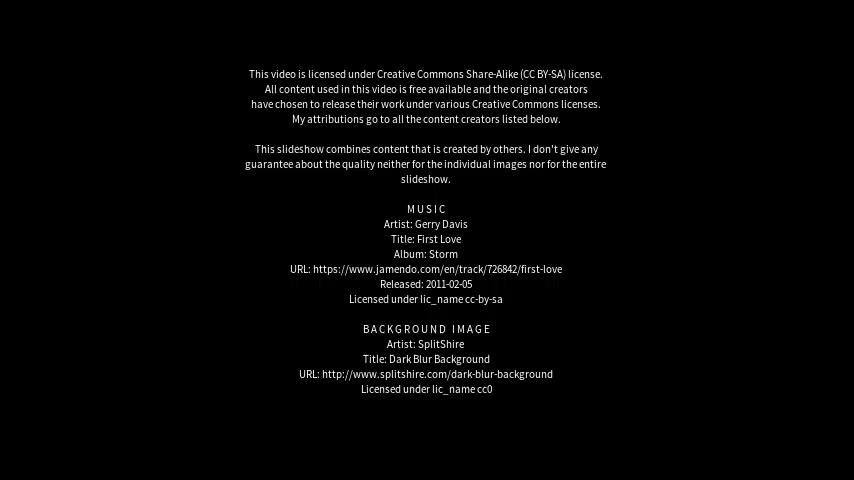 This video is licensed under Creative Commons Share-Alike (CC BY-SA) license.
All content used in this video is free available and the original creators
have chosen to release their work under various Creative Commons licenses.
My attributions go to all the content creators listed below.
This slideshow combines content that is created by others. I don't give any
guarantee about the quality neither for the individual images nor for the entire
slideshow.
MUSIC
Artist: Gerry Davis
Title: First Love
Album: Storm
URL: https://www.jamendo.com/en/track/726842/first-love
Released: 2011-02-05
Licensed under lic_name cc-by-sa
BACKGROUND IMAGE
Artist: SplitShire
Title: Dark Blur Background
URL: http://www.splitshire.com/dark-blur-background
Licensed under lic_name cc0